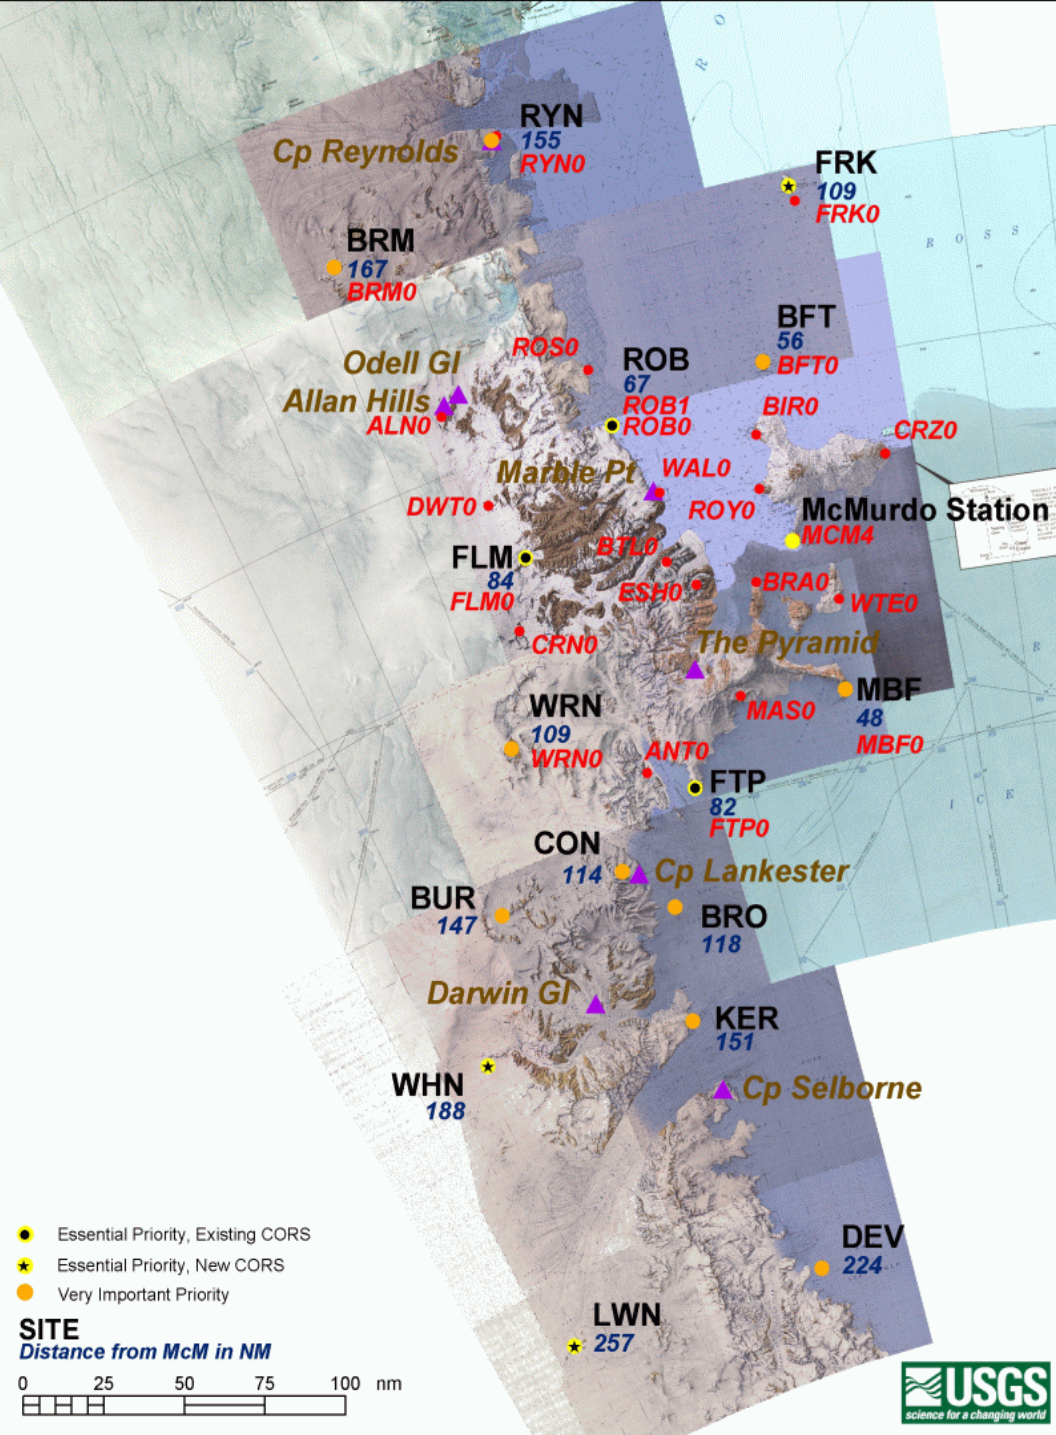 R
O
RYN
155
RYN0
Cp Reynolds
FRK
109
FRK0
R O S S
BRM
167
BRM0
BFT
56
BFT0
ROS0
ROB
67
ROB1
ROB0
Odell Gl
Allan Hills
ALN0
BIR0
CRZ0
Marble Pt
WAL0
DWT0
ROY0
McMurdo Station
MCM4
BTL0
FLM
84
FLM0
ESH0
BRA0
WTE0
CRN0
The Pyramid
R
MBF
48
MBF0
MAS0
WRN
109
WRN0
ANT0
FTP
82
FTP0
I C E
CON
114
Cp Lankester
BUR
147
BRO
118
Darwin Gl
KER
151
WHN
188
Cp Selborne
DEV
224
LWN
257
Essential Priority, Existing CORS
Essential Priority, New CORS
Very Important Priority
SITE
Distance from McM in NM
0 25 50 75 100 nm
USGS
science for a changing world